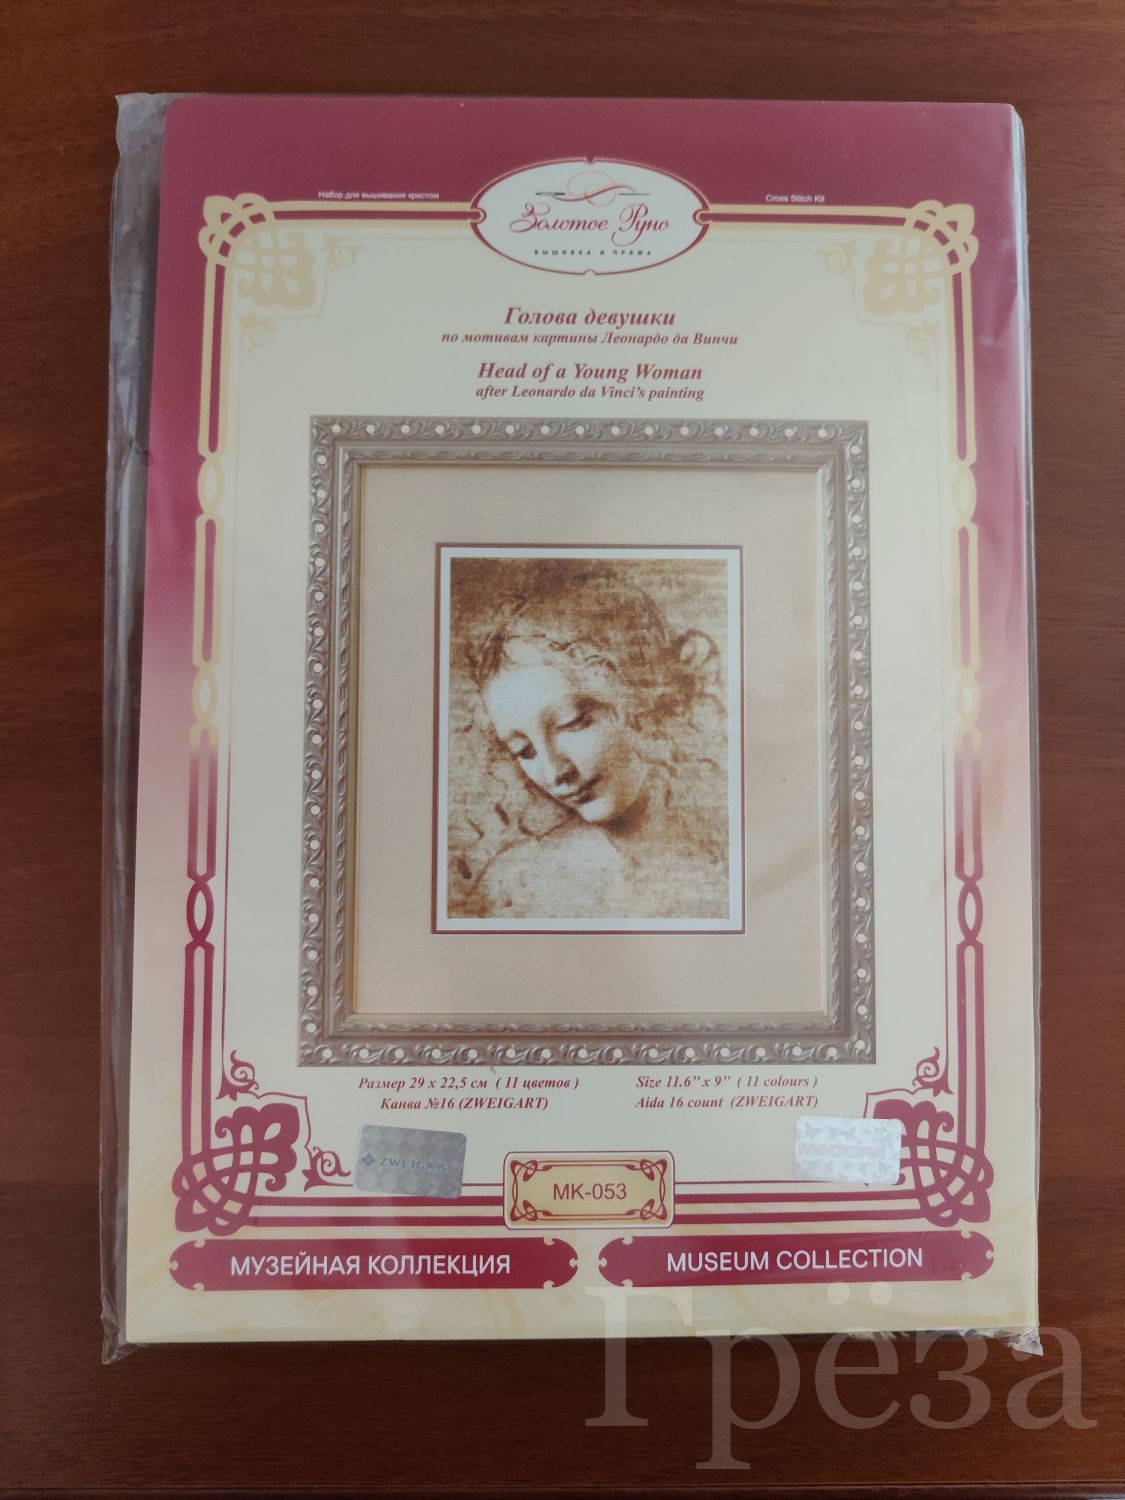 Набор для вышивания крестом
Cross Stitch Kit
Золотое Руно
ВЫШИВКА И ПРЯЖА
Голова девушки
по мотивам картины Леонардо да Винчи
Head of a Young Woman
after Leonardo da Vinci's painting
Размер 29 x 22,5 см ( 11 цветов )
Канва №16 (ZWEIGART)
Size 11.6’’ x 9’’ ( 11 colours )
Aida 16 count (ZWEIGART)
ZWEIGART
MADEIRA
MK-053
МУЗЕЙНАЯ КОЛЛЕКЦИЯ
MUSEUM COLLECTION
Грёза